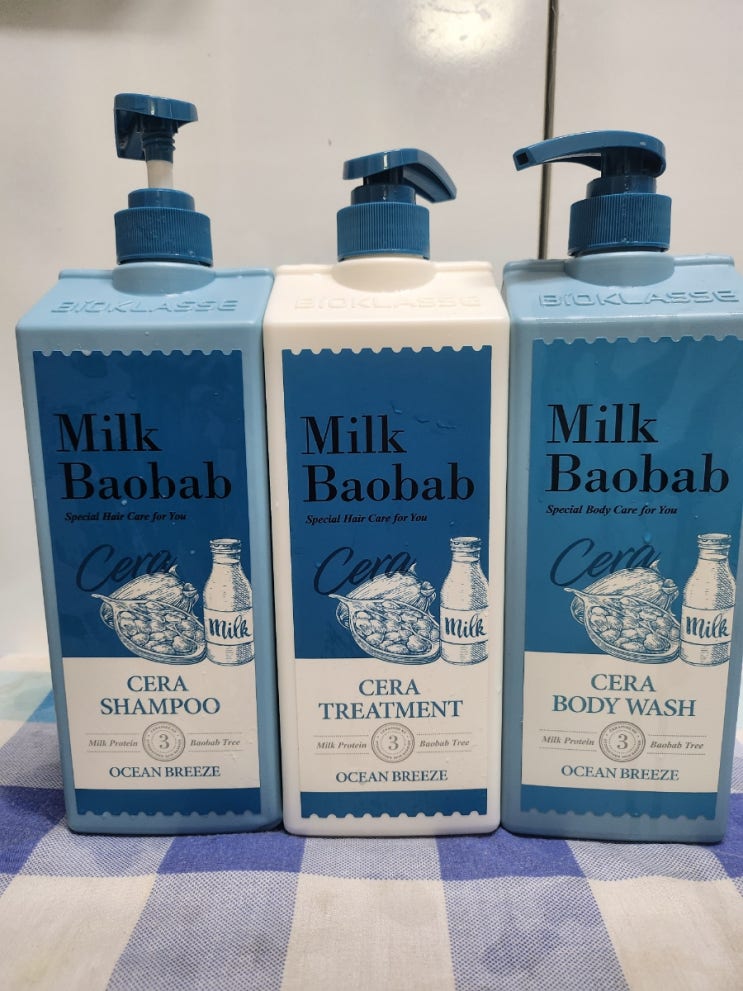 BIOKLASSE
Milk
Baobab
Special Hair Care for You
Cera
Milk
CERA
SHAMPOO
Milk Protein 3 Baobab Tree
OCEAN BREEZE
BIOKLASSE
Milk
Baobab
Special Hair Care for You
Cera
Milk
CERA
TREATMENT
Milk Protein 3 Baobab Tree
OCEAN BREEZE
BIOKLASSE
Milk
Baobab
Special Body Care for You
Cera
Milk
CERA
BODY WASH
Milk Protein 3 Baobab Tree
OCEAN BREEZE